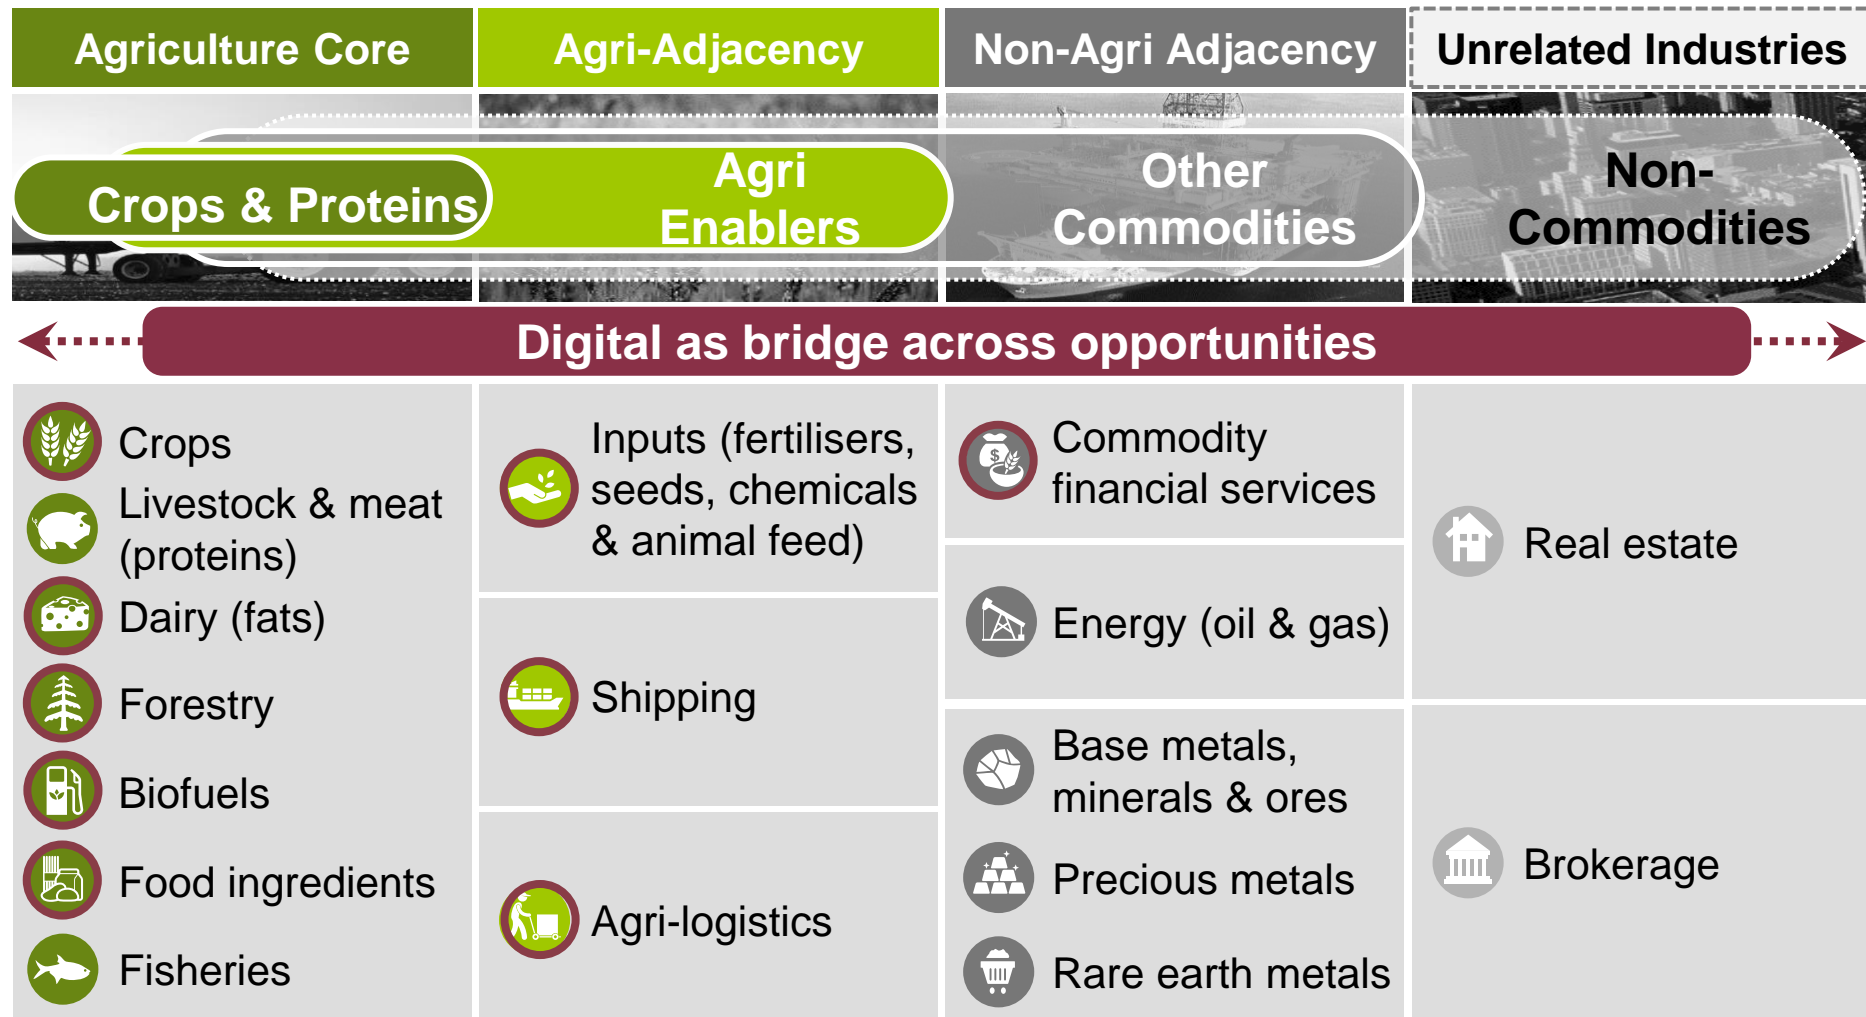 Agriculture Core
Agri-Adjacency
Non-Agri Adjacency
Unrelated Industries
Crops & Proteins
Agri
Enablers
Other
Commodities
Non-
Commodities
Digital as bridge across opportunities
Crops
Livestock & meat
(proteins)
Dairy (fats)
Forestry
Biofuels
Food ingredients
Fisheries
Inputs (fertilisers,
seeds, chemicals
& animal feed)
Shipping
Agri-logistics
$
Commodity
financial services
Energy (oil & gas)
Base metals,
minerals & ores
Precious metals
Rare earth metals
Real estate
Brokerage